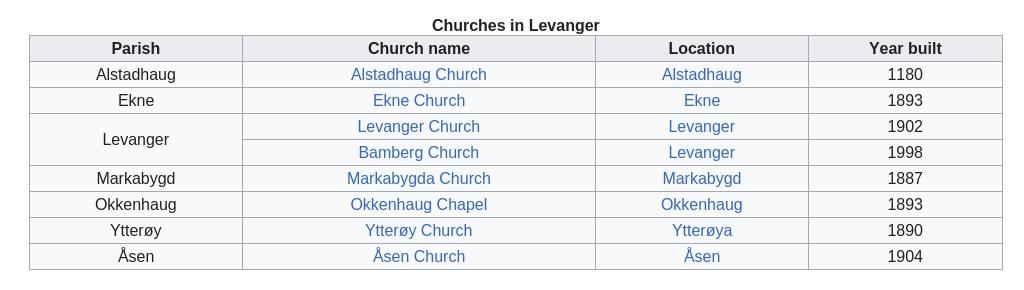 Churches in Levanger
Parish Church name Location Year built
Alstadhaug Alstadhaug Church Alstadhaug 1180
Ekne Ekne Church Ekne 1893
Levanger Levanger Church Levanger 1902
Bamberg Church Levanger 1998
Markabygd Markabygda Church Markabygd 1887
Okkenhaug Okkenhaug Chapel Okkenhaug 1893
Ytterøy Ytterøy Church Ytterøya 1890
Åsen Åsen Church Åsen 1904